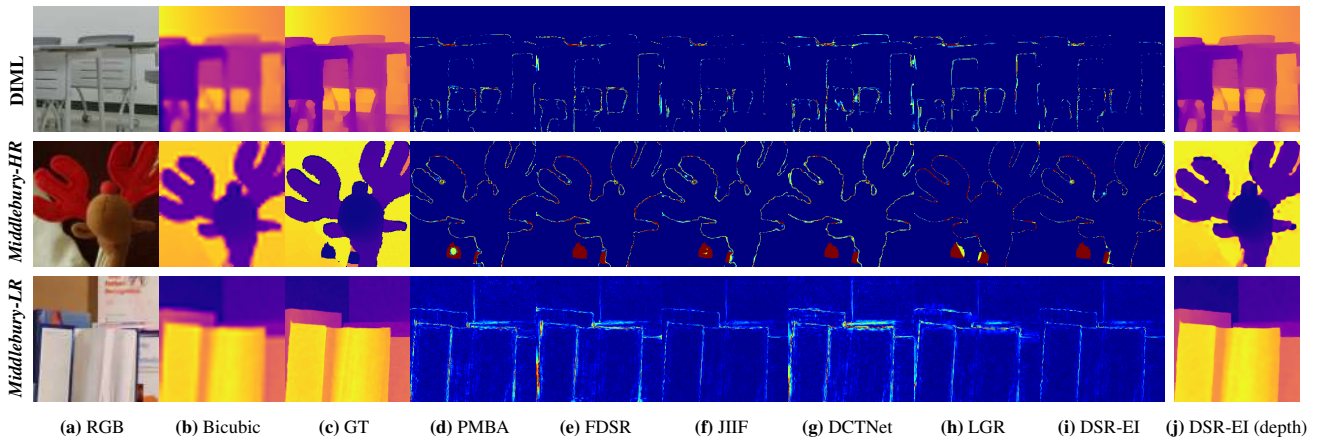 DIML
Middlebury-HR
Middlebury-LR
(a) RGB (b) Bicubic (c) GT (d) PMBA (e) FDSR (f) JIIF (g) DCTNet (h) LGR (i) DSR-EI (j) DSR-EI (depth)